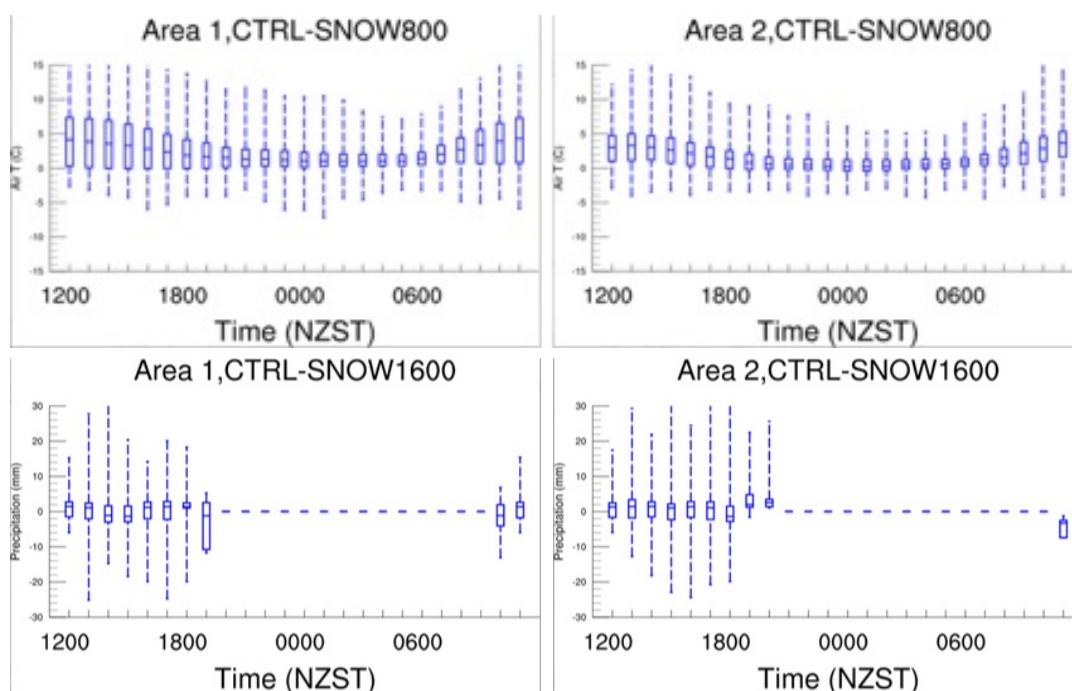 Area 1,CTRL-SNOW800
15
10
5
0
-5
-10
-15
Air T (C)
1200 1800 0000 0600
Time (NZST)
Area 2,CTRL-SNOW800
15
10
5
0
-5
-10
-15
Air T (C)
1200 1800 0000 0600
Time (NZST)
Area 1,CTRL-SNOW1600
30
20
10
0
-10
-20
-30
Precipitation (mm)
1200 1800 0000 0600
Time (NZST)
Area 2,CTRL-SNOW1600
30
20
10
0
-10
-20
-30
Precipitation (mm)
1200 1800 0000 0600
Time (NZST)